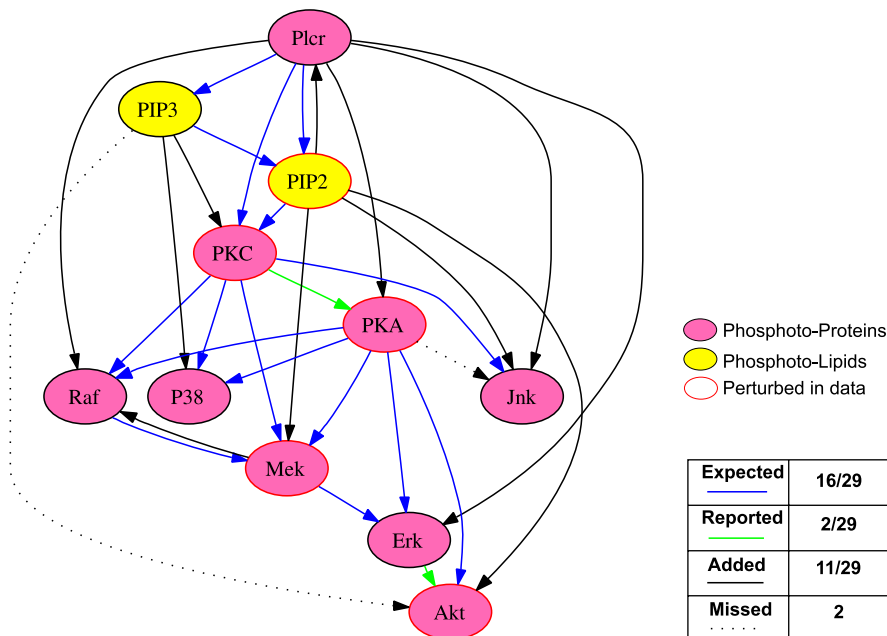 Plcr
PIP3
PIP2
PKC
PKA
Raf
P38
Jnk
Mek
Erk
Akt
Phosphoto-Proteins
Phosphoto-Lipids
Perturbed in data
Expected 16/29
Reported 2/29
Added 11/29
Missed 2